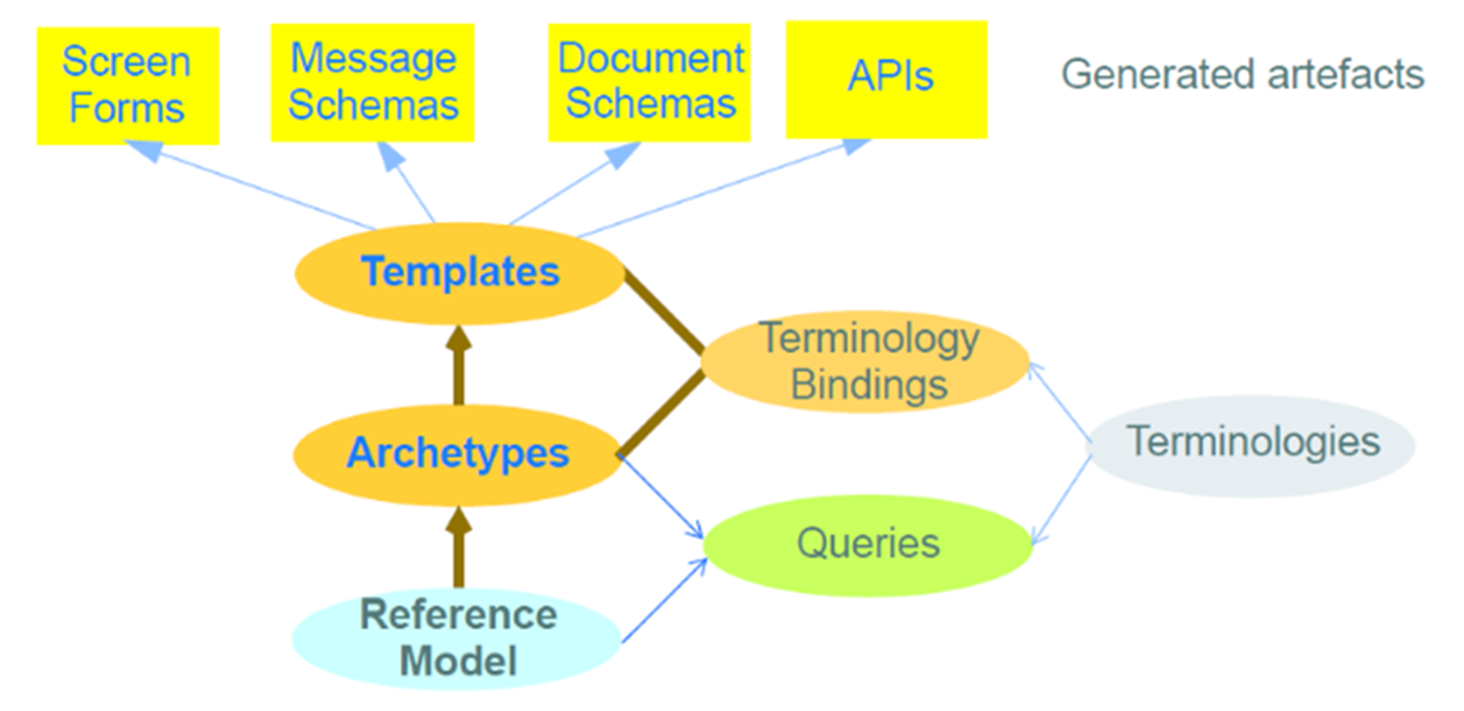 Screen
Forms
Message
Schemas
Document
Schemas
APIs
Generated artefacts
Templates
Terminology
Bindings
Archetypes
Terminologies
Queries
Reference
Model